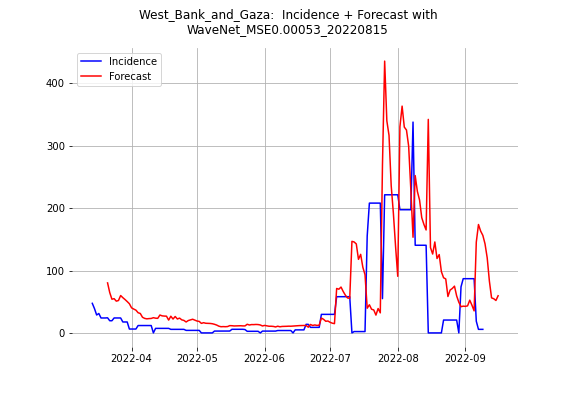 West_Bank_and_Gaza:  Incidence + Forecast with
WaveNet_MSE0.00053_20220815
Incidence
Forecast
400
300
200
100
0
2022-04
2022-05
2022-06
2022-07
2022-08
2022-09